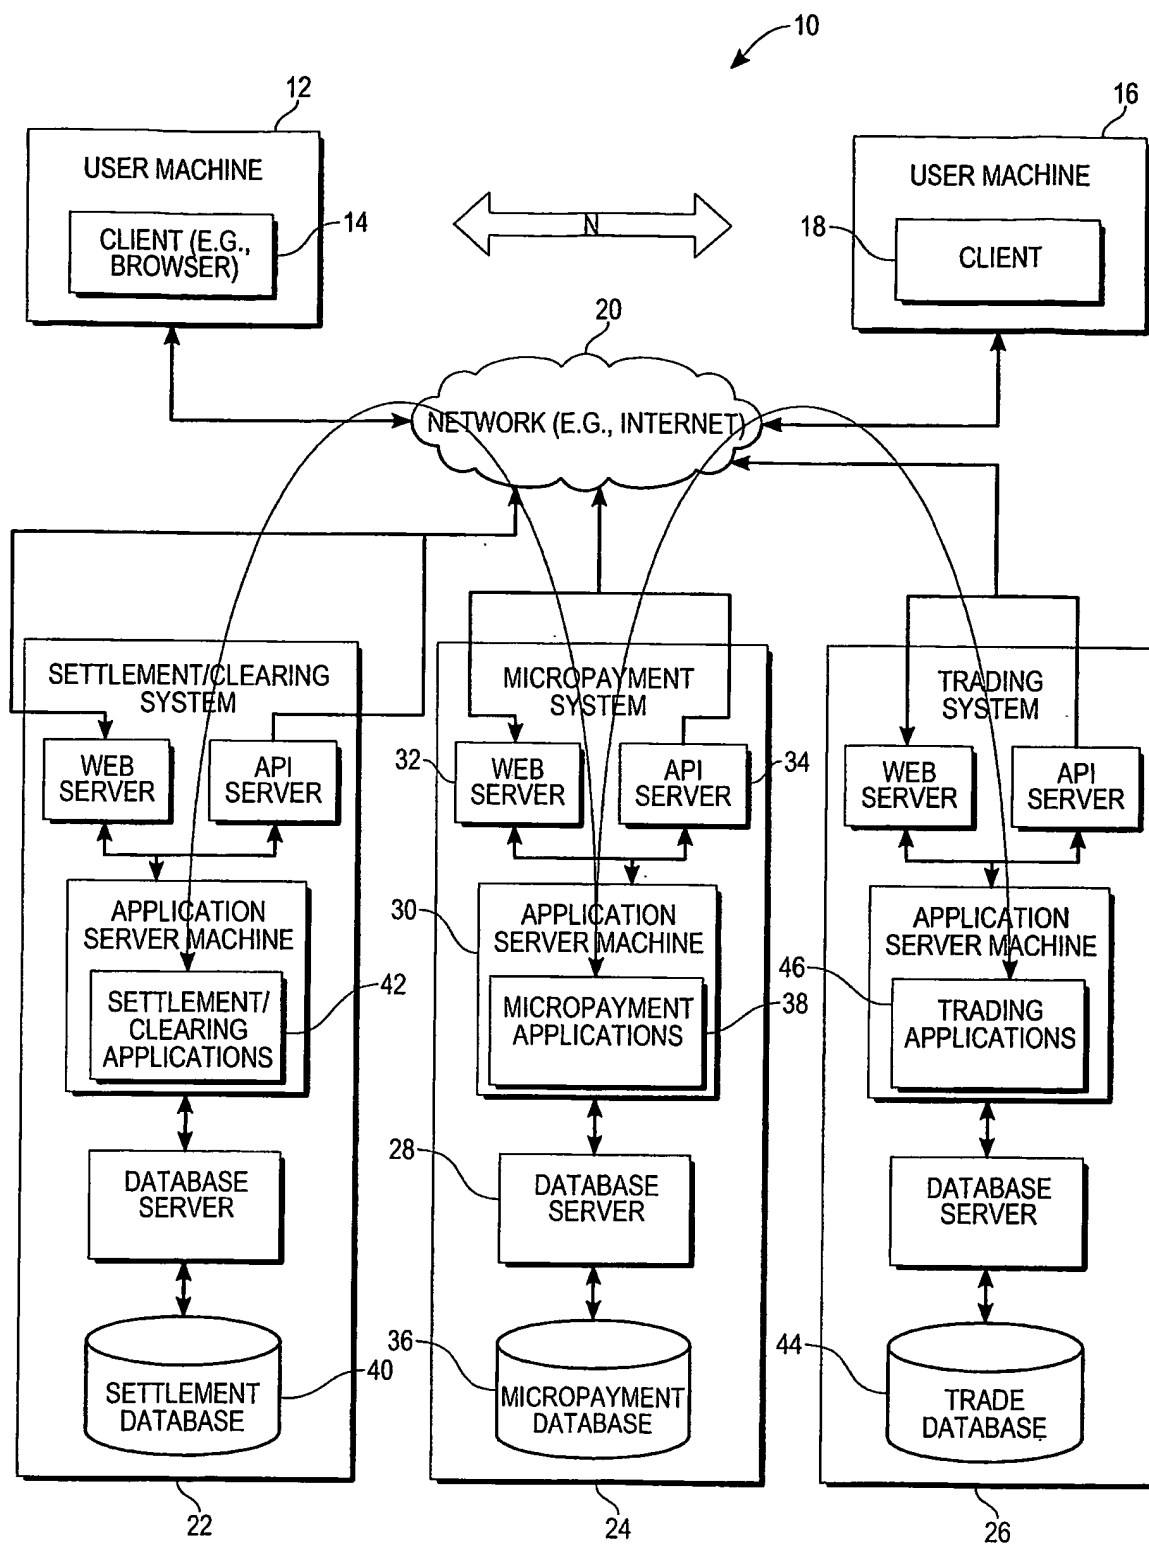 10
12
16
USER MACHINE
CLIENT (E.G.,
BROWSER)
14
N
USER MACHINE
18
CLIENT
20
NETWORK (E.G., INTERNET)
SETTLEMENT/CLEARING
SYSTEM
WEB
SERVER
API
SERVER
APPLICATION
SERVER MACHINE
42
SETTLEMENT/
CLEARING
APPLICATIONS
DATABASE
SERVER
SETTLEMENT
DATABASE
40
22
MICROPAYMENT
SYSTEM
32
WEB
SERVER
API
SERVER
34
30
APPLICATION
SERVER MACHINE
MICROPAYMENT
APPLICATIONS
38
28
DATABASE
SERVER
36
MICROPAYMENT
DATABASE
24
TRADING
SYSTEM
WEB
SERVER
API
SERVER
APPLICATION
SERVER MACHINE
46
TRADING
APPLICATIONS
DATABASE
SERVER
44
TRADE
DATABASE
26